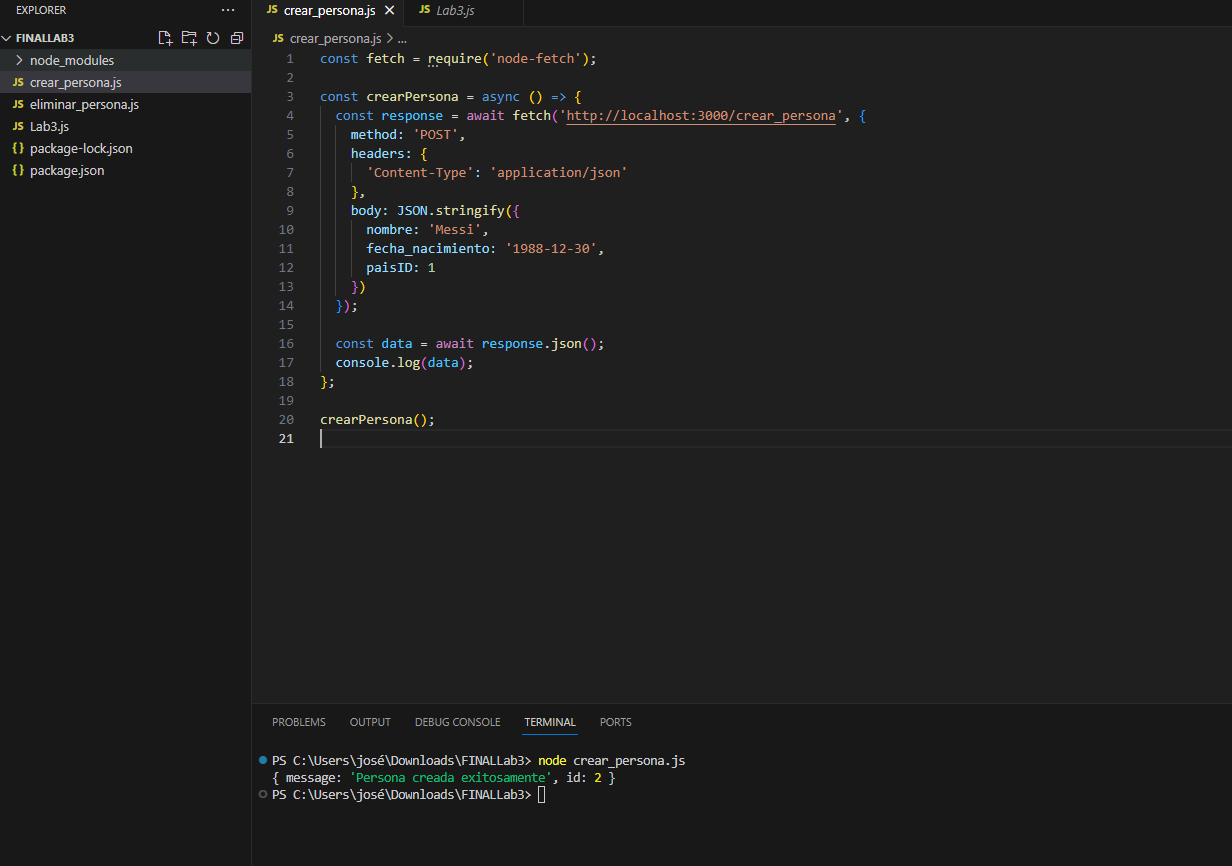 EXPLORER ...
FINALLAB3
node_modules
JS crear_persona.js
JS eliminar_persona.js
JS Lab3.js
{} package-lock.json
{} package.json
JS crear_persona.js × JS Lab3.js
JS crear_persona.js > ...
1 const fetch = require('node-fetch');
2
3 const crearPersona = async () => {
4 const response = await fetch('http://localhost:3000/crear_persona', {
5 method: 'POST',
6 headers: {
7 'Content-Type': 'application/json'
8 },
9 body: JSON.stringify({
10 nombre: 'Messi',
11 fecha_nacimiento: '1988-12-30',
12 paisID: 1
13 })
14 });
15
16 const data = await response.json();
17 console.log(data);
18 };
19
20 crearPersona();
21
PROBLEMS OUTPUT DEBUG CONSOLE TERMINAL PORTS
PS C:\Users\josé\Downloads\FINALLab3> node crear_persona.js
{ message: 'Persona creada exitosamente', id: 2 }
PS C:\Users\josé\Downloads\FINALLab3>